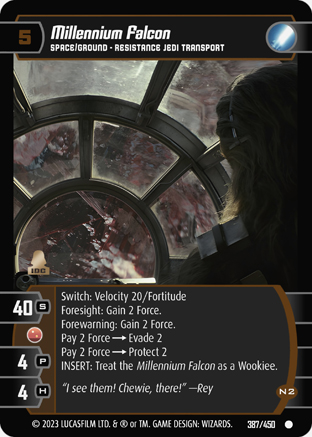 5
Millennium Falcon
SPACE/GROUND - RESISTANCE JEDI TRANSPORT
IDC
40 S
4 P
4 H
Switch: Velocity 20/Fortitude
Foresight: Gain 2 Force.
Forewarning: Gain 2 Force.
Pay 2 Force → Evade 2
Pay 2 Force → Protect 2
INSERT: Treat the Millennium Falcon as a Wookiee.
“I see them! Chewie, there!” —Rey
N2
© 2023 LUCASFILM LTD. & ® or TM. GAME DESIGN: WIZARDS.
387/450